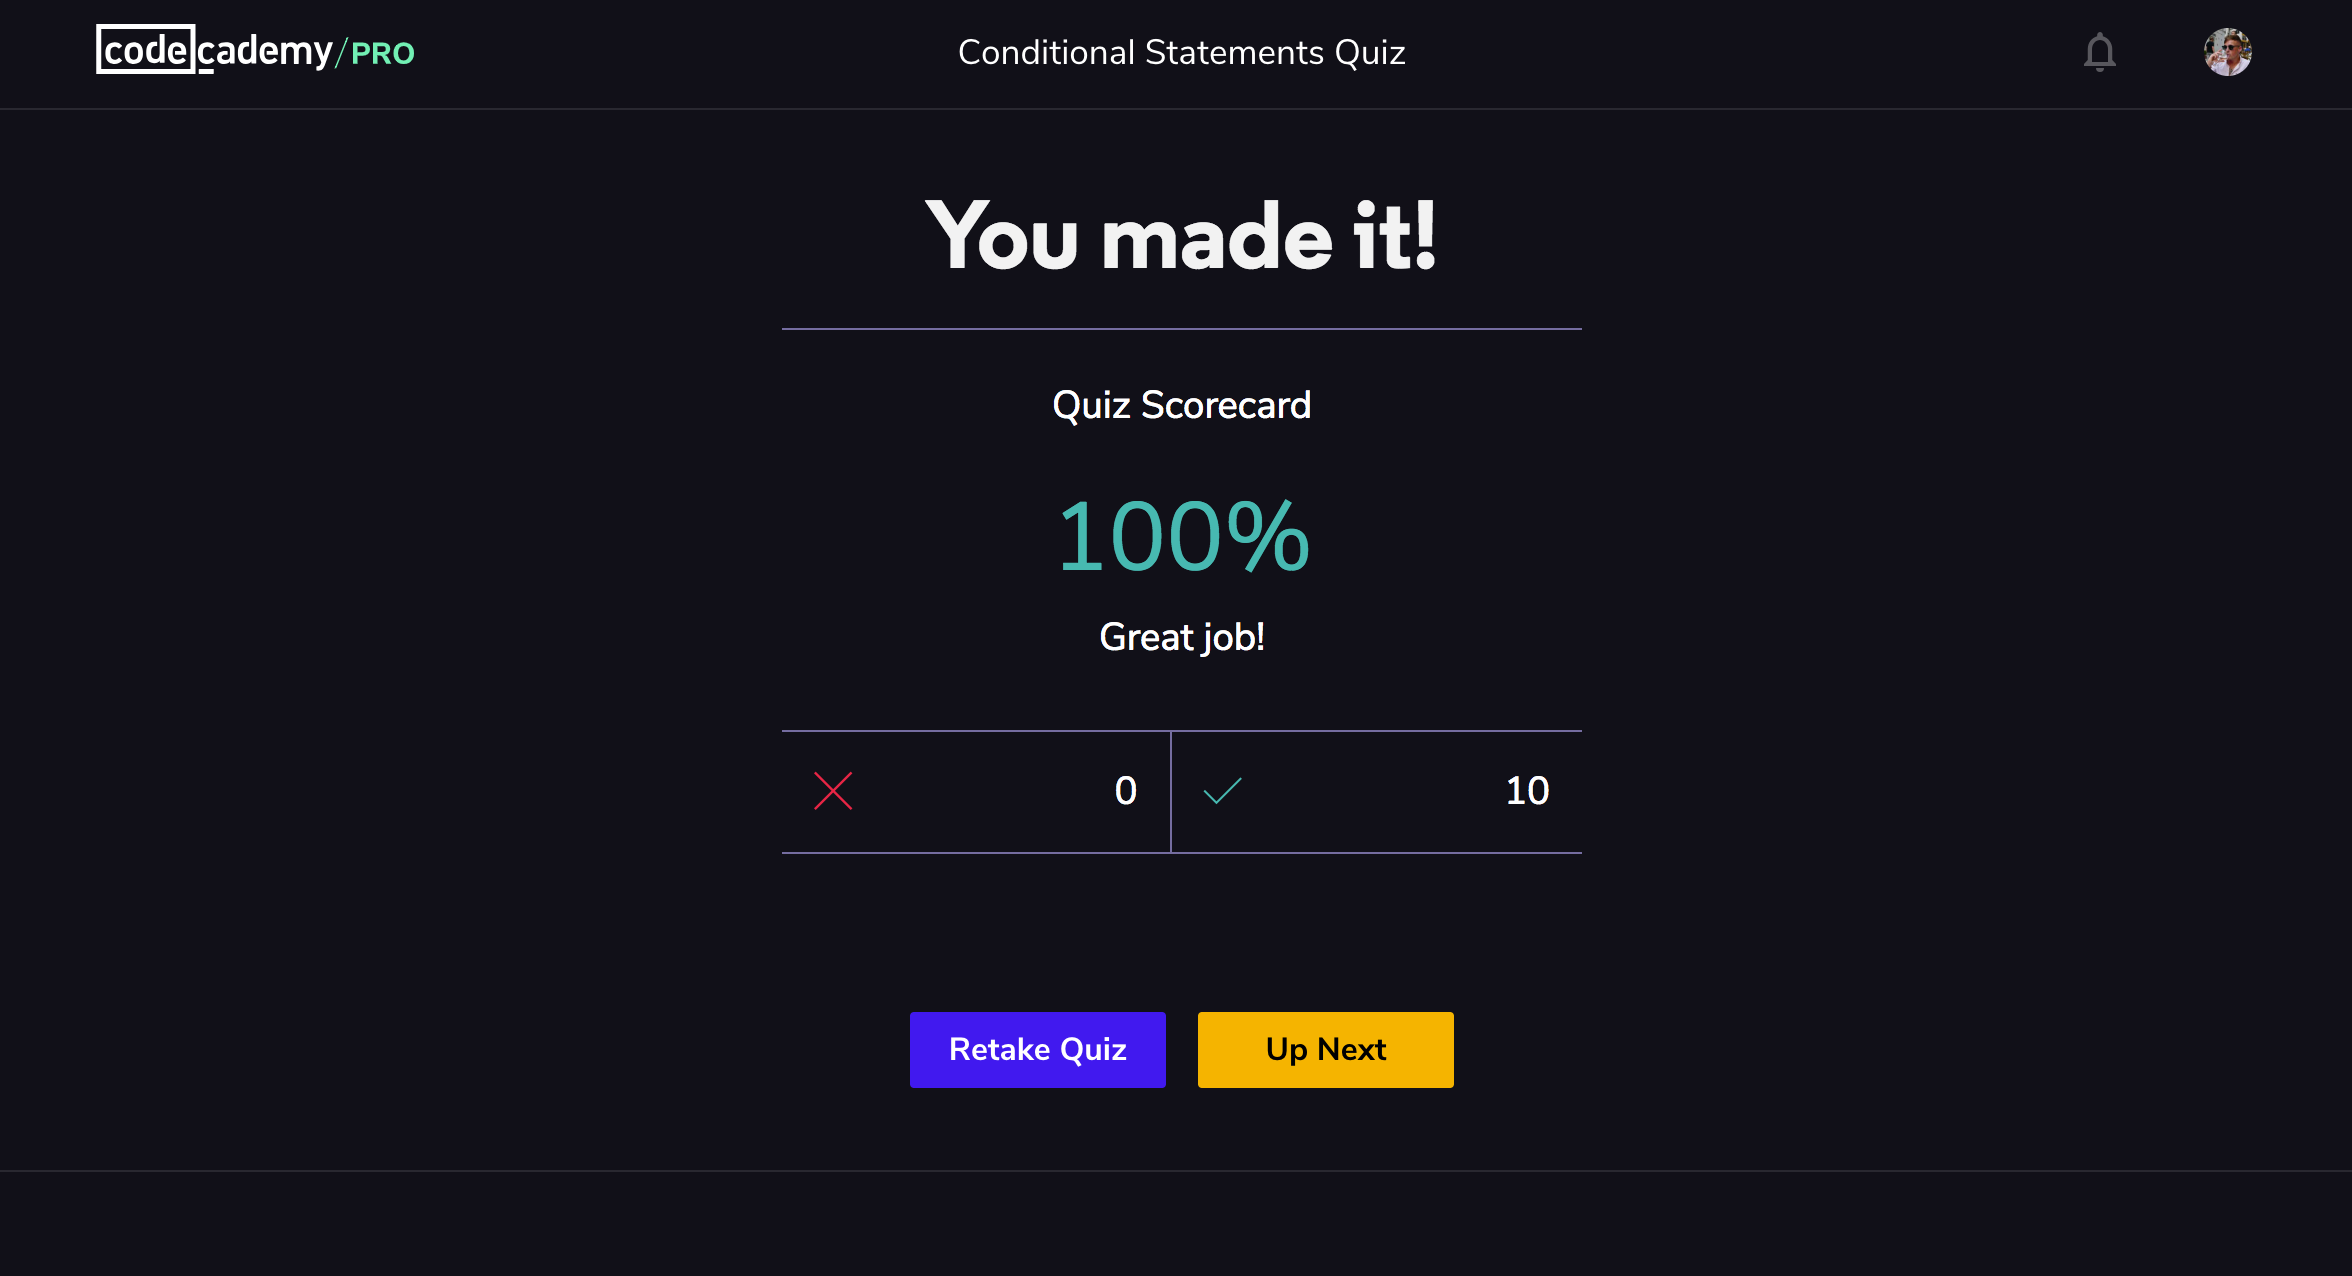 codecademy/PRO
Conditional Statements Quiz
You made it!
Quiz Scorecard
100%
Great job!
0
10
Retake Quiz
Up Next